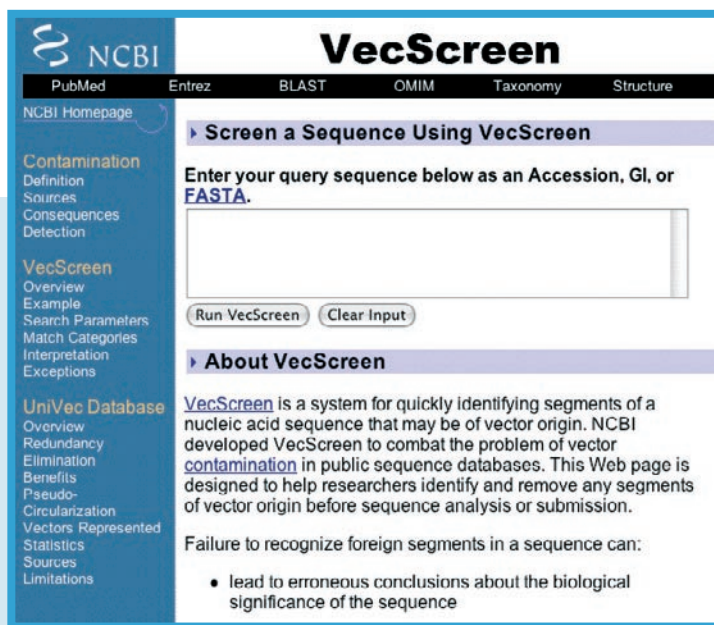 NCBI
VecScreen
PubMed Entrez BLAST OMIM Taxonomy Structure
NCBI Homepage
Contamination
Definition
Sources
Consequences
Detection
VecScreen
Overview
Example
Search Parameters
Match Categories
Interpretation
Exceptions
UniVec Database
Overview
Redundancy
Elimination
Benefits
Pseudo-
Circularization
Vectors Represented
Statistics
Sources
Limitations
Screen a Sequence Using VecScreen
Enter your query sequence below as an Accession, GI, or
FASTA.
Run VecScreen Clear Input
About VecScreen
VecScreen is a system for quickly identifying segments of a
nucleic acid sequence that may be of vector origin. NCBI
developed VecScreen to combat the problem of vector
contamination in public sequence databases. This Web page is
designed to help researchers identify and remove any segments
of vector origin before sequence analysis or submission.
Failure to recognize foreign segments in a sequence can:
• lead to erroneous conclusions about the biological
significance of the sequence